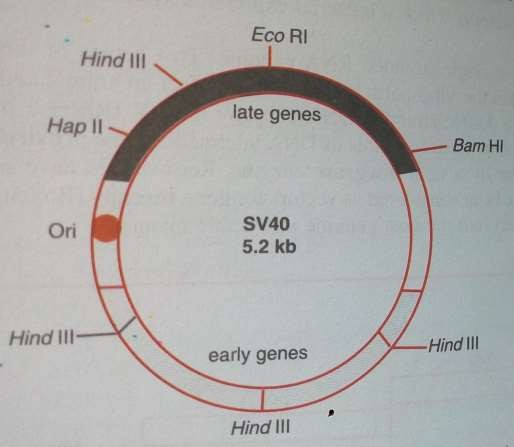 Eco RI
Hind III
late genes
Hap II
Bam HI
Ori
SV40
5.2 kb
Hind III
early genes
Hind III
Hind III